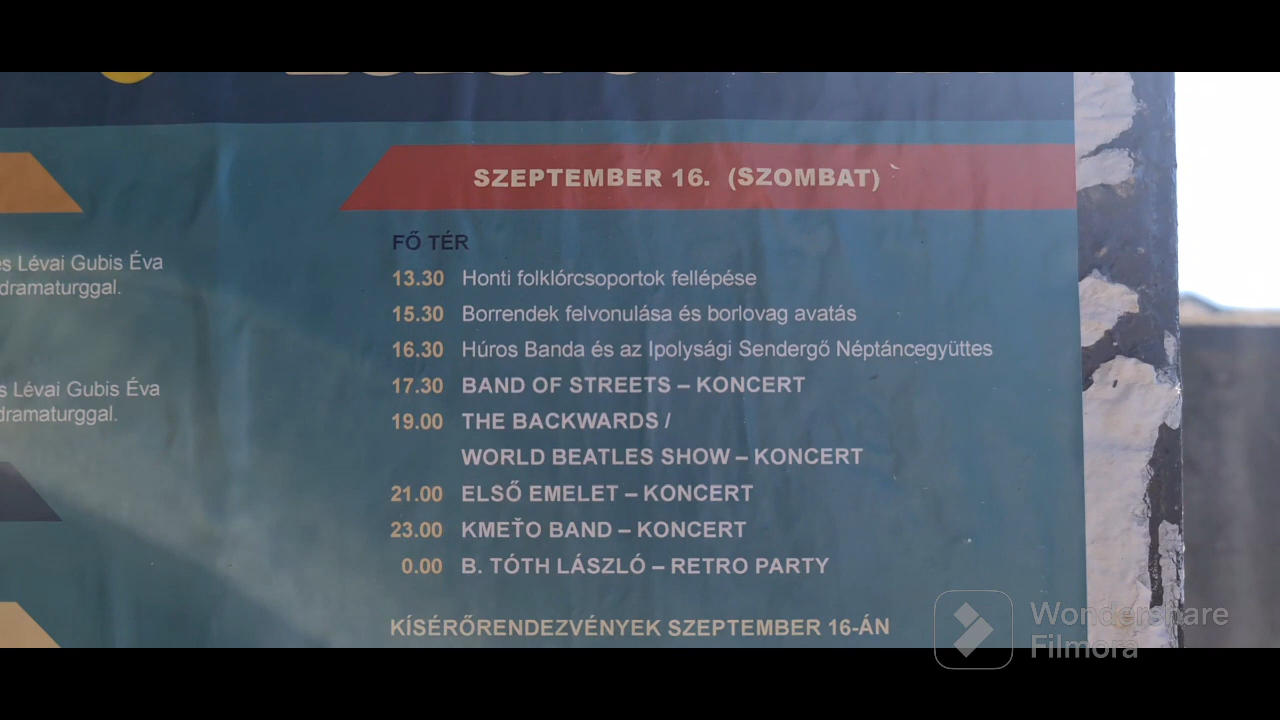 SZEPTEMBER 16. (SZOMBAT)
és Lévai Gubis Éva
dramaturggal.
s Lévai Gubis Éva
dramaturggal.
FŐ TÉR
13.30 Honti folklórcsoportok fellépése
15.30 Borrendek felvonulása és borlovag avatás
16.30 Húros Banda és az Ipolysági Sendergő Néptáncegyüttes
17.30 BAND OF STREETS – KONCERT
19.00 THE BACKWARDS /
WORLD BEATLES SHOW – KONCERT
21.00 ELSŐ EMELET – KONCERT
23.00 KMEŤO BAND – KONCERT
0.00 B. TÓTH LÁSZLÓ – RETRO PARTY
KÍSÉRŐRENDEZVÉNYEK SZEPTEMBER 16-ÁN
Wondershare
Filmora